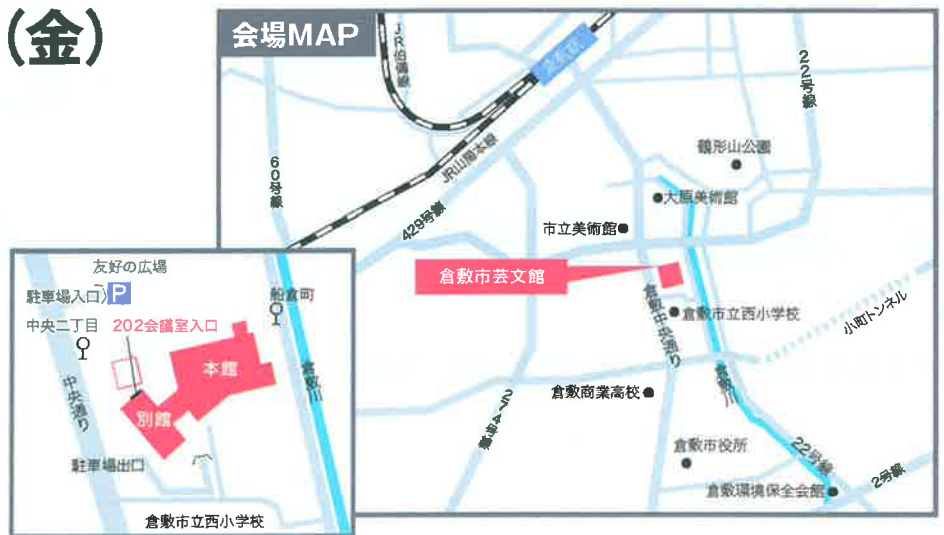 (金)
会場MAP
JR伯備線
倉敷駅
22号線
60号線
JR山陽本線
鶴形山公園
429号線
大原美術館
市立美術館
倉敷市芸文館
倉敷中央通り
倉敷市立西小学校
小町トンネル
倉敷川
倉敷商業高校
274号線
倉敷市役所
22号線
2号線
倉敷環境保全会館
友好の広場
駐車場入口
P
船倉町
中央二丁目
202会議室入口
本館
倉敷川
中央通り
別館
駐車場出口
倉敷市立西小学校